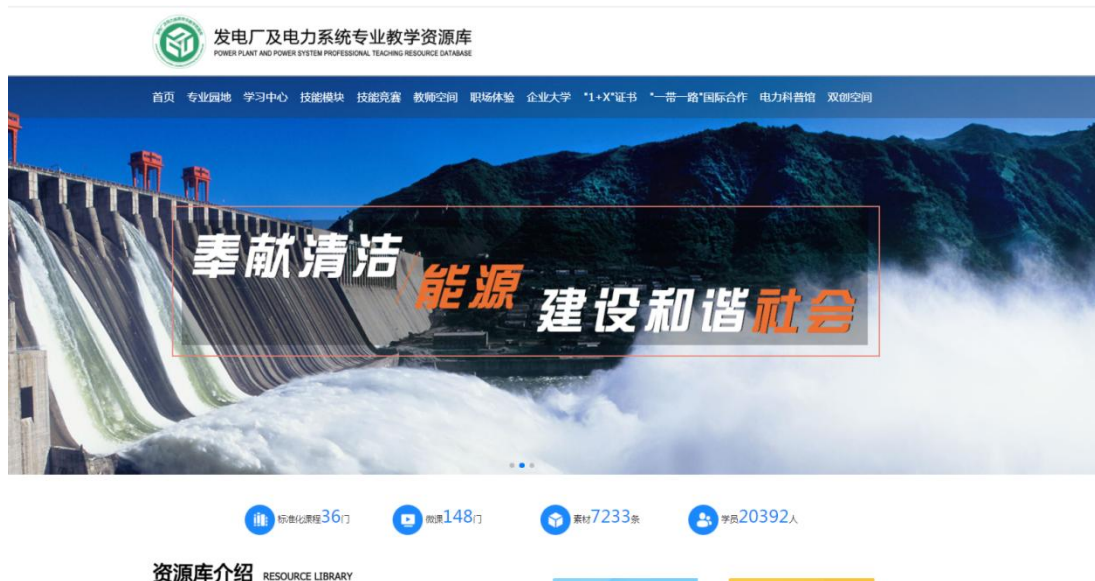 发电厂及电力系统专业教学资源库
POWER PLANT AND POWER SYSTEM PROFESSIONAL TEACHING RESOURCE DATABASE
首页 专业园地 学习中心 技能模块 技能竞赛 教师空间 职场体验 企业大学 "1+X"证书 "一带一路"国际合作 电力科普馆 双创空间
奉献清洁能源建设和谐社会
标准化课程36门 微课148门 素材7233条 学员20392人
资源库介绍 RESOURCE LIBRARY